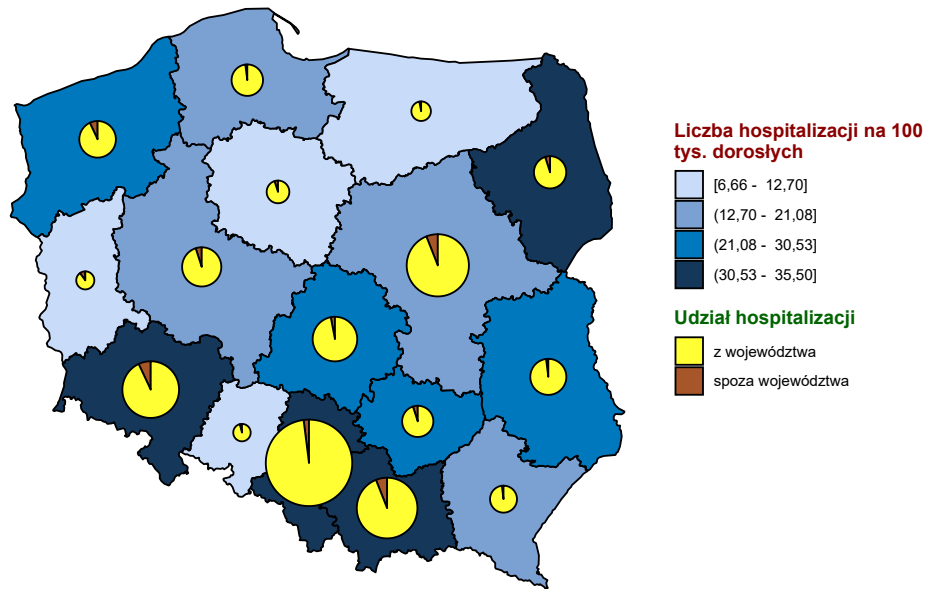 Liczba hospitalizacji na 100
tys. dorosłych
[6,66 - 12,70]
(12,70 - 21,08]
(21,08 - 30,53]
(30,53 - 35,50]
Udział hospitalizacji
z województwa
spoza województwa